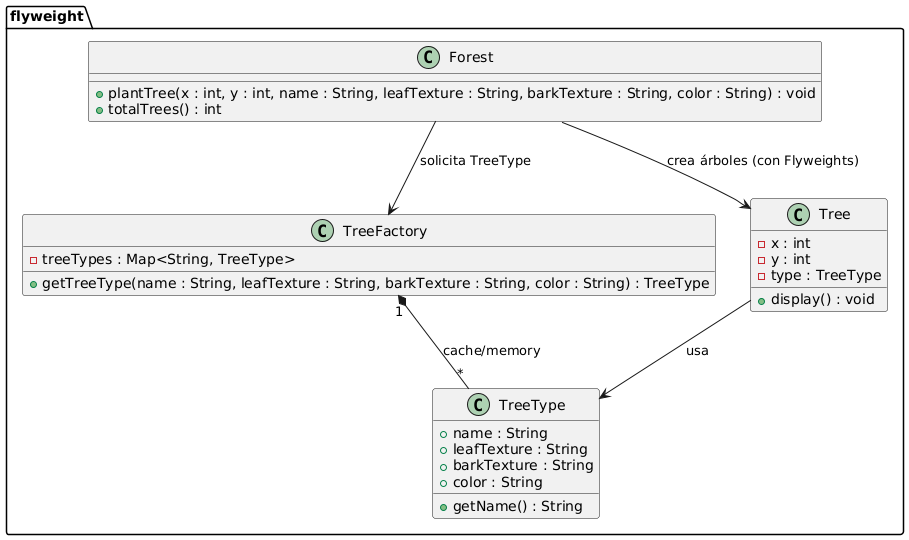 flyweight
C Forest
+ plantTree(x : int, y : int, name : String, leafTexture : String, barkTexture : String, color : String) : void
totalTrees() : int
solicita TreeType
crea árboles (con Flyweights)
C TreeFactory
treeTypes : Map<String, TreeType>
getTreeType(name : String, leafTexture : String, barkTexture : String, color : String) : TreeType
C Tree
x : int
y : int
type : TreeType
display() : void
1
cache/memory
*
usa
C TreeType
name : String
leafTexture : String
barkTexture : String
color : String
getName() : String